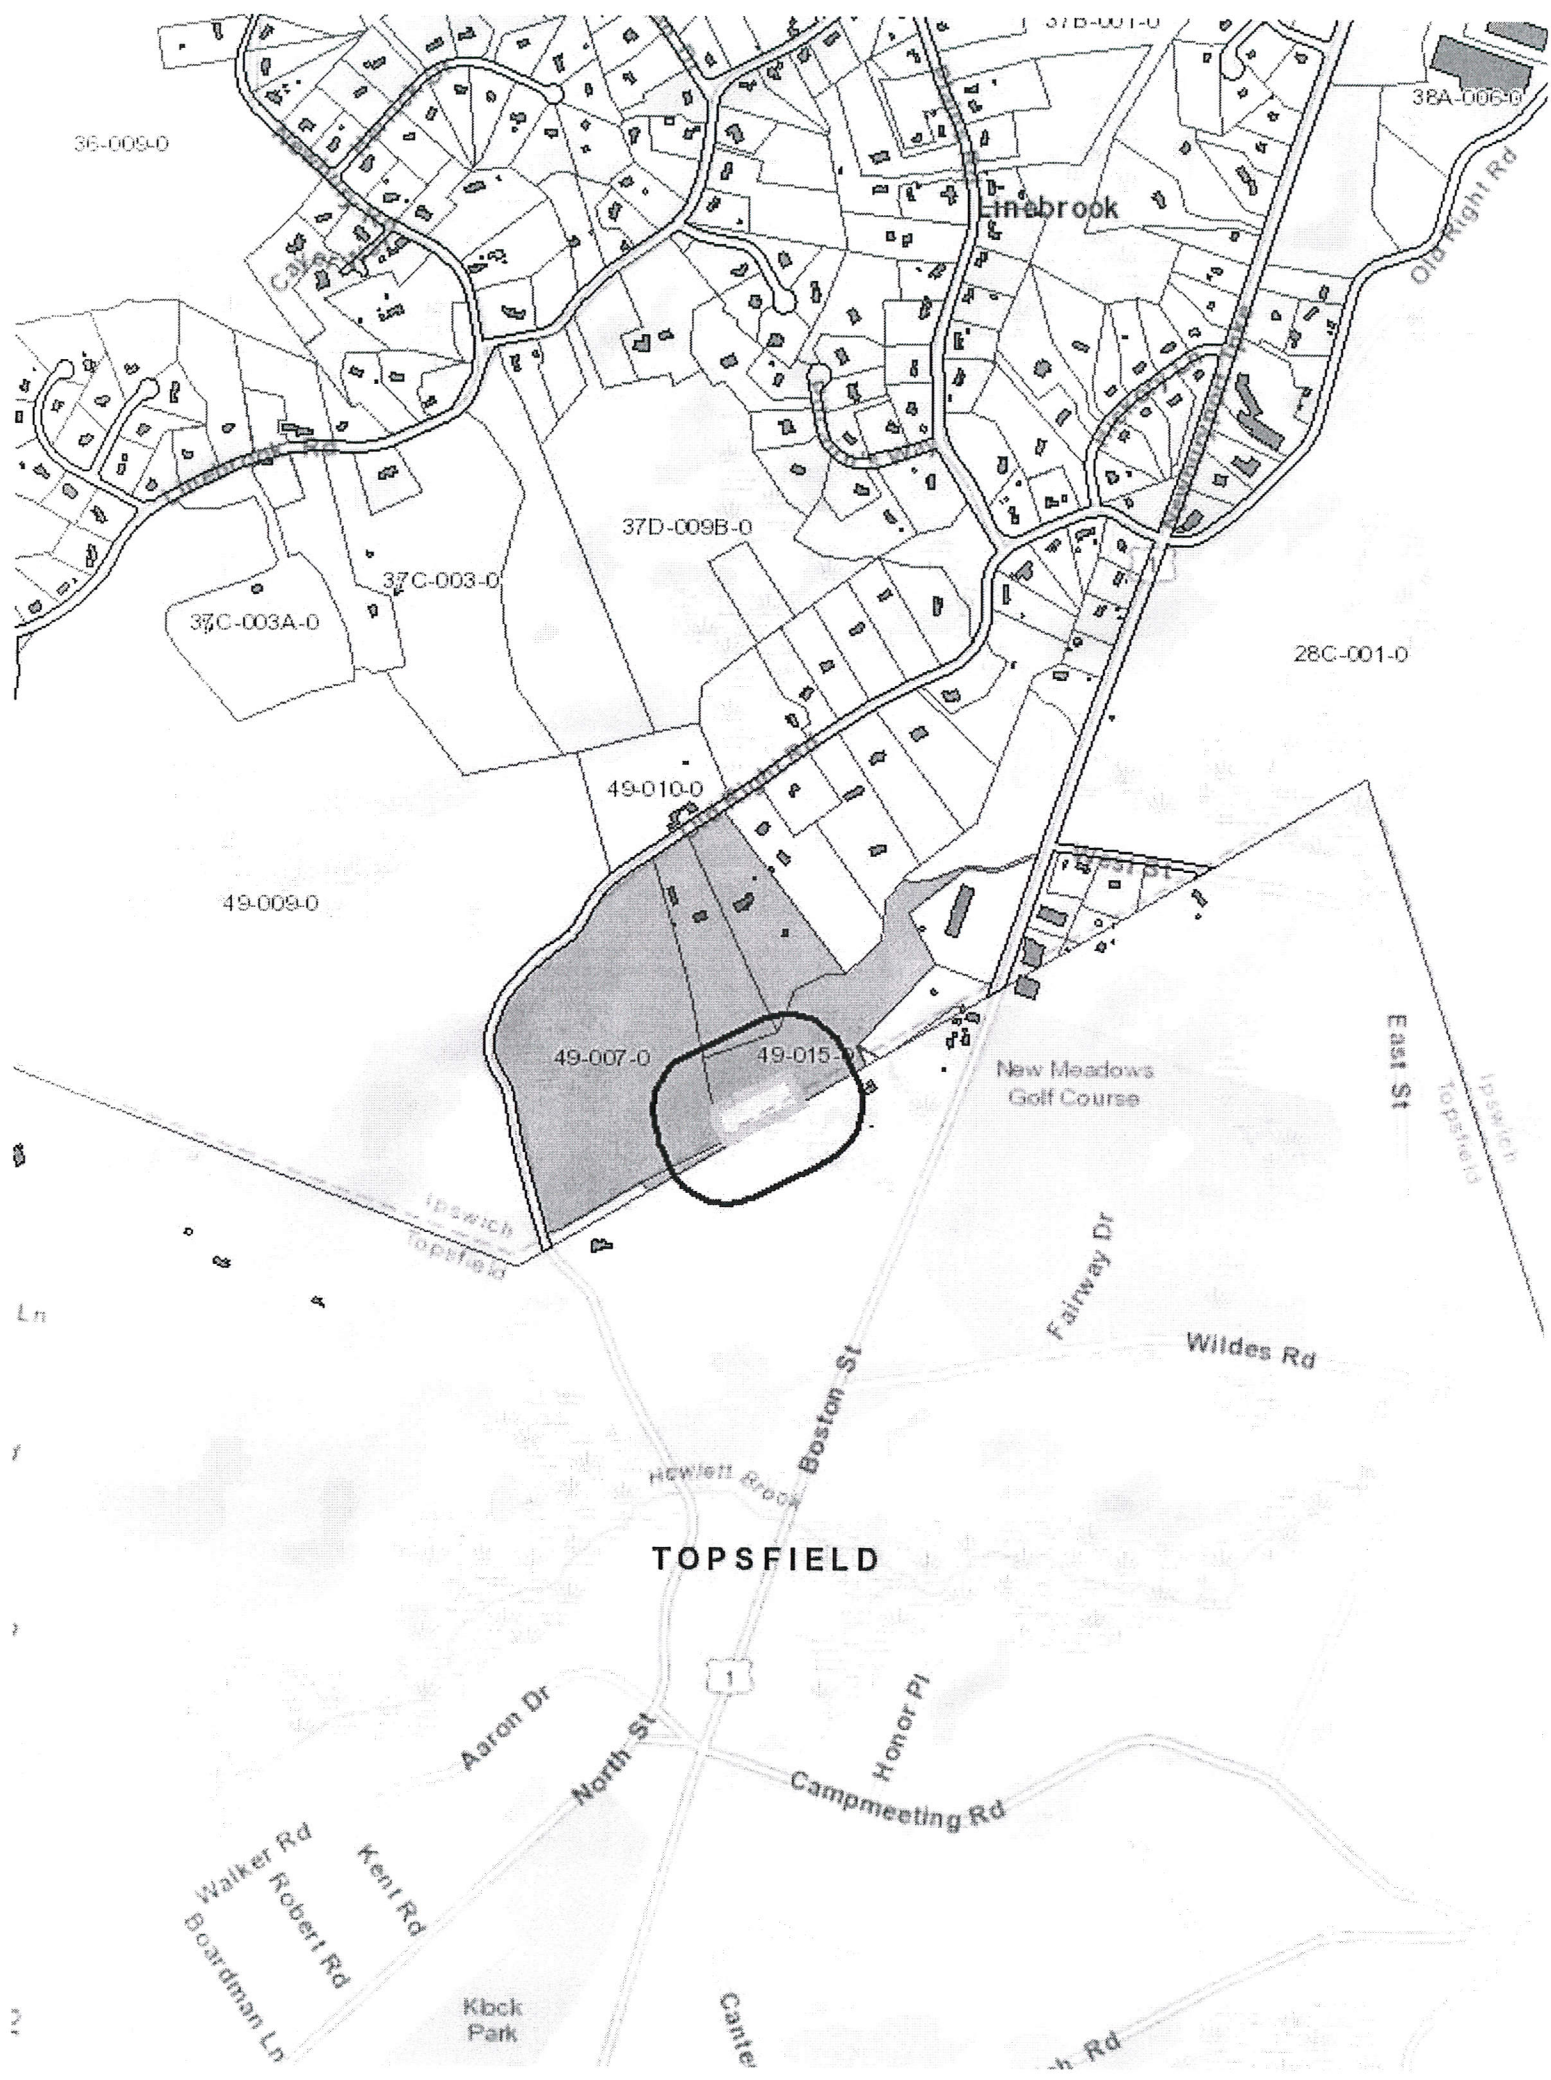 37B-001-0
38A-006-0
36-009-0
Linebrook
Old Right Rd
37D-009B-0
37C-003-0
37C-003A-0
28C-001-0
49-010-0
West St
49-009-0
49-007-0
49-015-0
New Meadows
Golf Course
East St
Ipswich
Topsfield
Ipswich
Topsfield
Fairway Dr
Ln
Wildes Rd
Boston St
Howlett Brook
TOPSFIELD
1
Aaron Dr
North St
Honor Pl
Campmeeting Rd
Walker Rd
Kent Rd
Robert Rd
Boardman Ln
Park
Rd